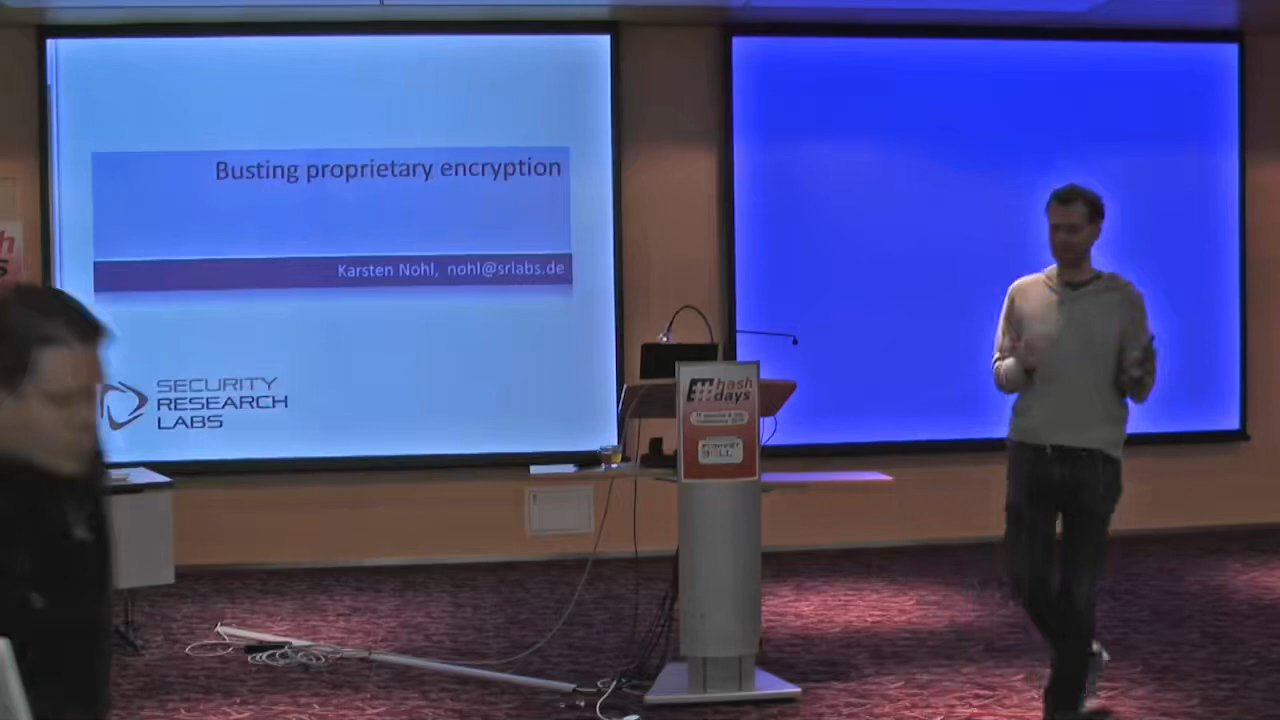 Busting proprietary encryption
Karsten Nohl, nohl@srlabs.de
SECURITY
RESEARCH
LABS
#hash
days
h
s